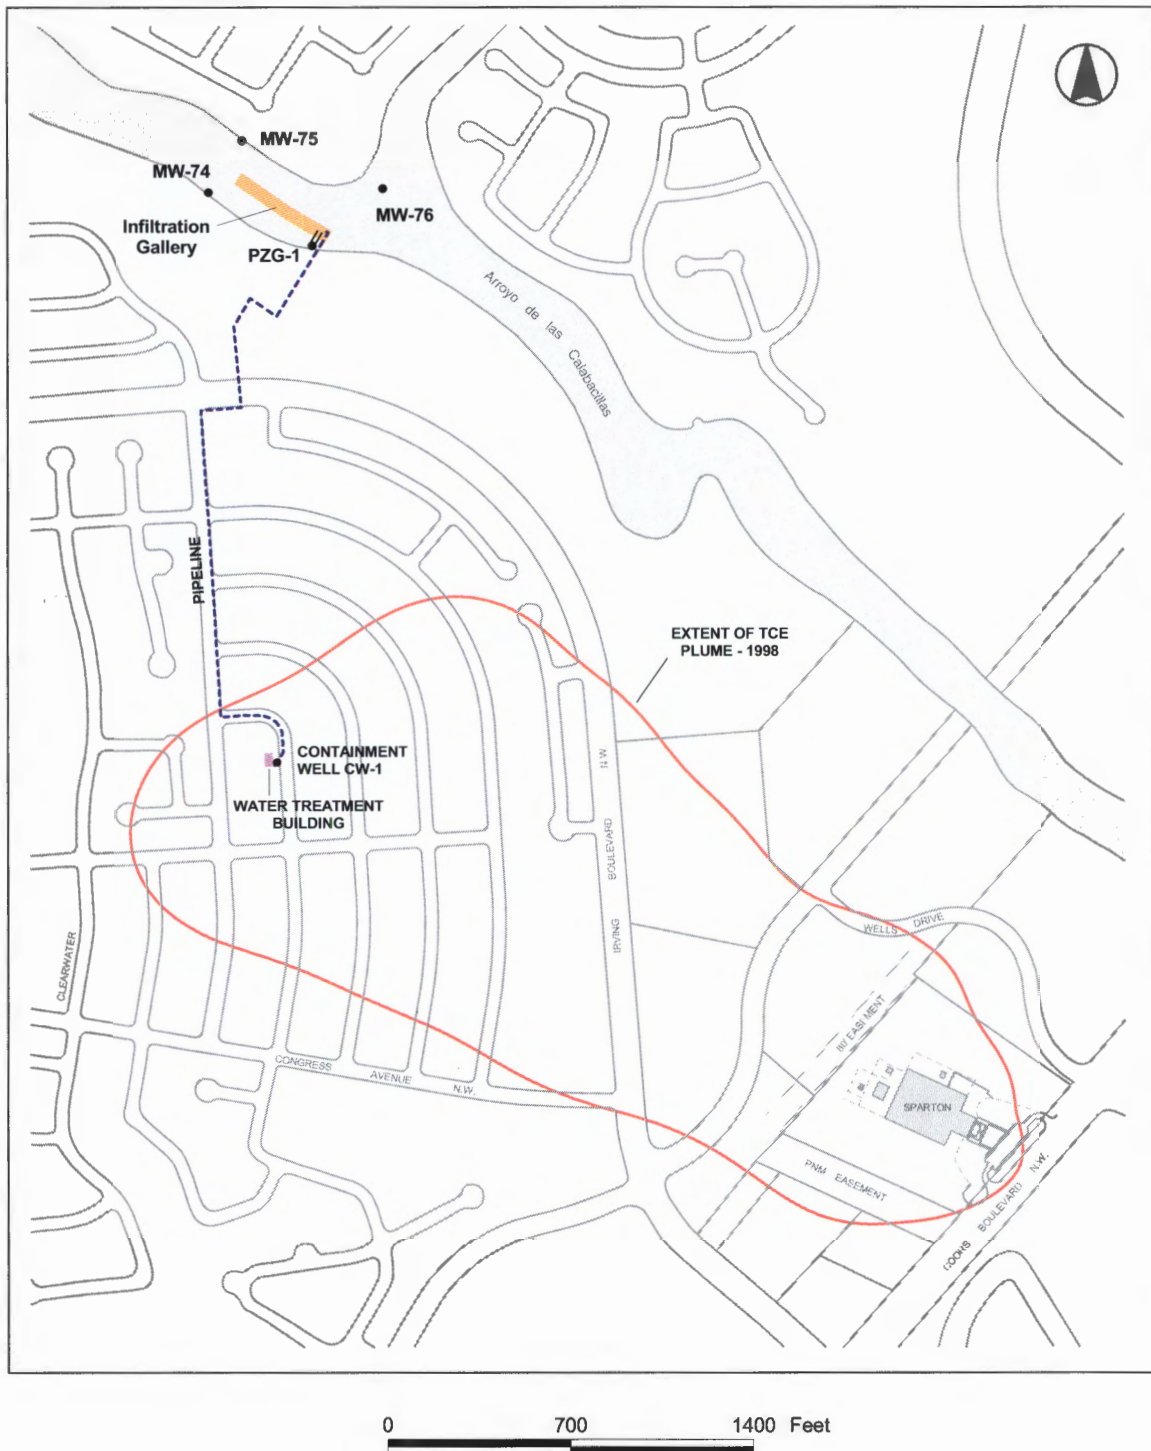 MW-75
MW-74
MW-76
Infiltration
Gallery
PZG-1
Arroyo de las Calabacillas
PIPELINE
EXTENT OF TCE
PLUME - 1998
CONTAINMENT
WELL CW-1
WATER TREATMENT
BUILDING
IRVING BOULEVARD N.W.
WELLS DRIVE
CLEARWATER
80' EASEMENT
CONGRESS AVENUE N.W.
SPARTON
PNM EASEMENT
COORS BOULEVARD N.W.
0 700 1400 Feet